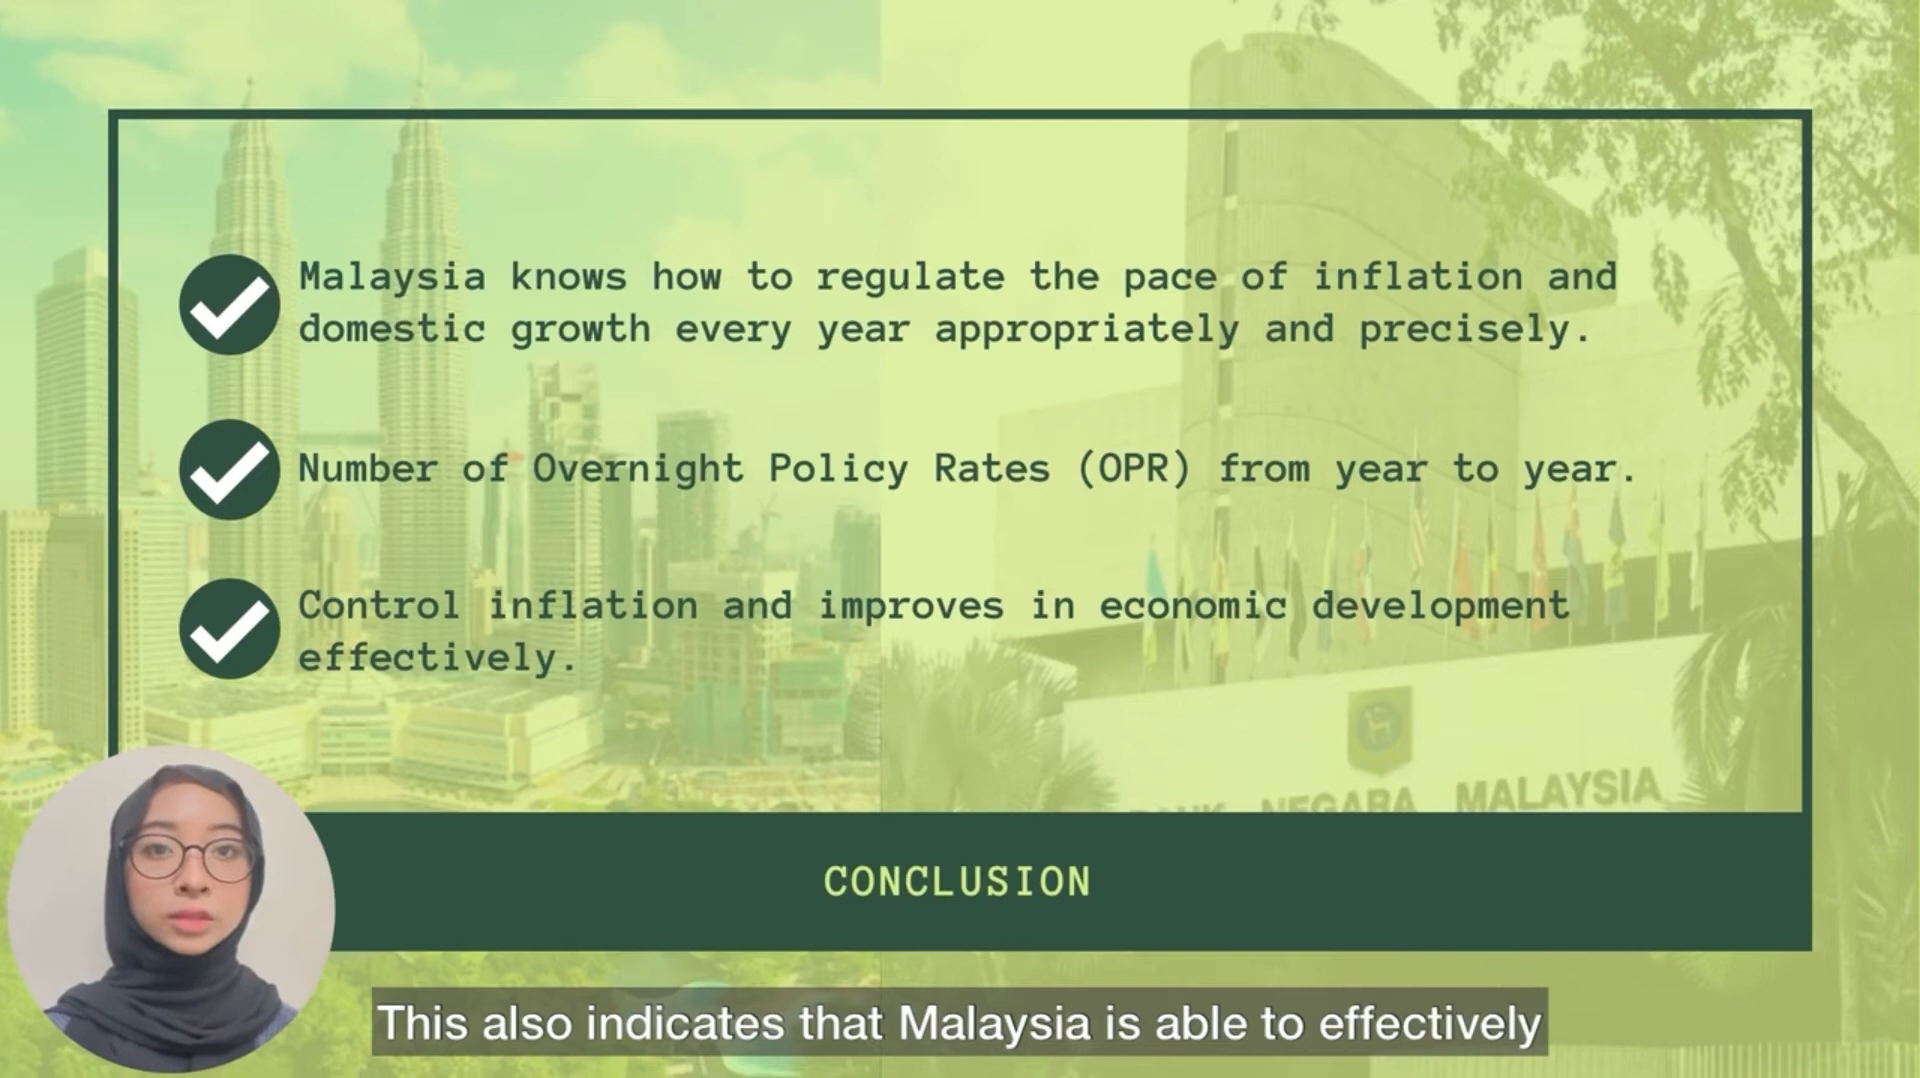 Malaysia knows how to regulate the pace of inflation and
domestic growth every year appropriately and precisely.
Number of Overnight Policy Rates (OPR) from year to year.
Control inflation and improves in economic development
effectively.
BANK NEGARA MALAYSIA
CONCLUSION
This also indicates that Malaysia is able to effectively